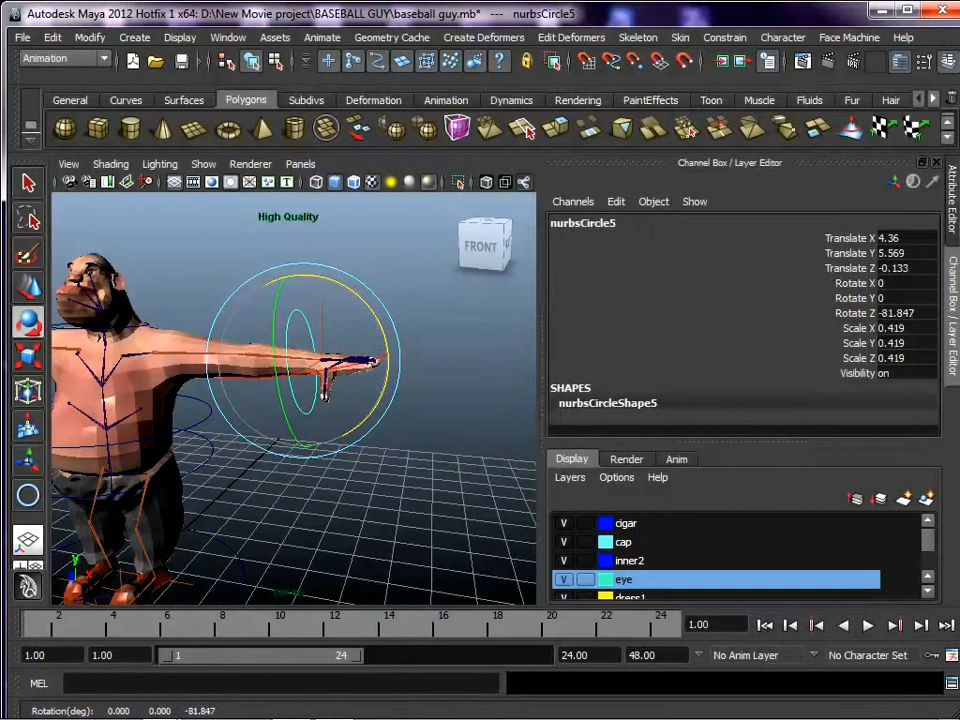 Autodesk Maya 2012 Hotfix 1 x64: D:\New Movie project\BASEBALL GUY\baseball guy.mb* --- nurbsCircle5
File Edit Modify Create Display Window Assets Animate Geometry Cache Create Deformers Edit Deformers Skeleton Skin Constrain Character Face Machine Help
Animation
General Curves Surfaces Polygons Subdivs Deformation Animation Dynamics Rendering PaintEffects Toon Muscle Fluids Fur Hair
View Shading Lighting Show Renderer Panels
Channel Box / Layer Editor
High Quality
FRONT
Channels Edit Object Show
nurbsCircle5
Translate X 4.36
Translate Y 5.569
Translate Z -0.133
Rotate X 0
Rotate Y 0
Rotate Z -81.847
Scale X 0.419
Scale Y 0.419
Scale Z 0.419
Visibility on
SHAPES
nurbsCircleShape5
Attribute Editor
Channel Box / Layer Editor
Display Render Anim
Layers Options Help
V cigar
V cap
V inner2
V eye
V dress1
y
x
2 4 6 8 10 12 14 16 18 20 22 24
1.00
1.00 1.00 1 24 24.00 48.00 No Anim Layer No Character Set
MEL
Rotation(deg): 0.000 0.000 -81.847